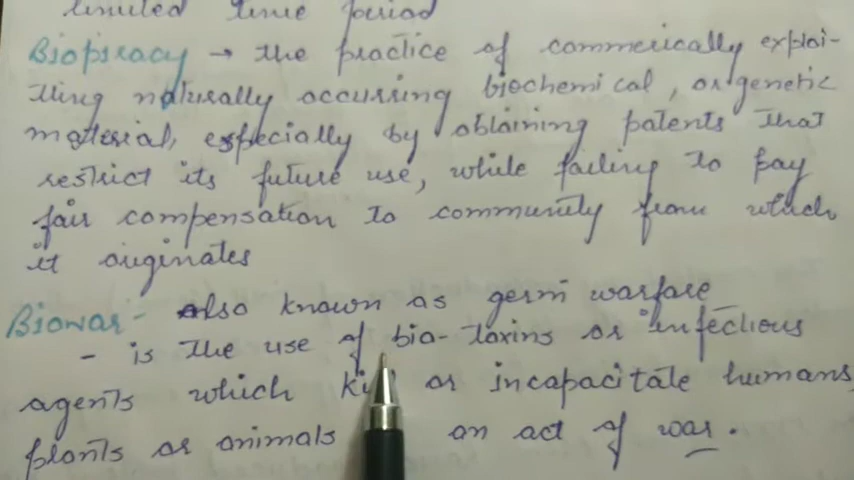 limited time period
Biopiracy → the practice of commerically exploi-
ting naturally occurring biochemical, or genetic
material, especially by obtaining patents that
restrict its future use, while failing to pay
fair compensation to community from which
it originates
Biowar - also known as germ warfare
- is the use of bio-toxins or infectious
agents which kill or incapacitate humans,
plants or animals an act of war.